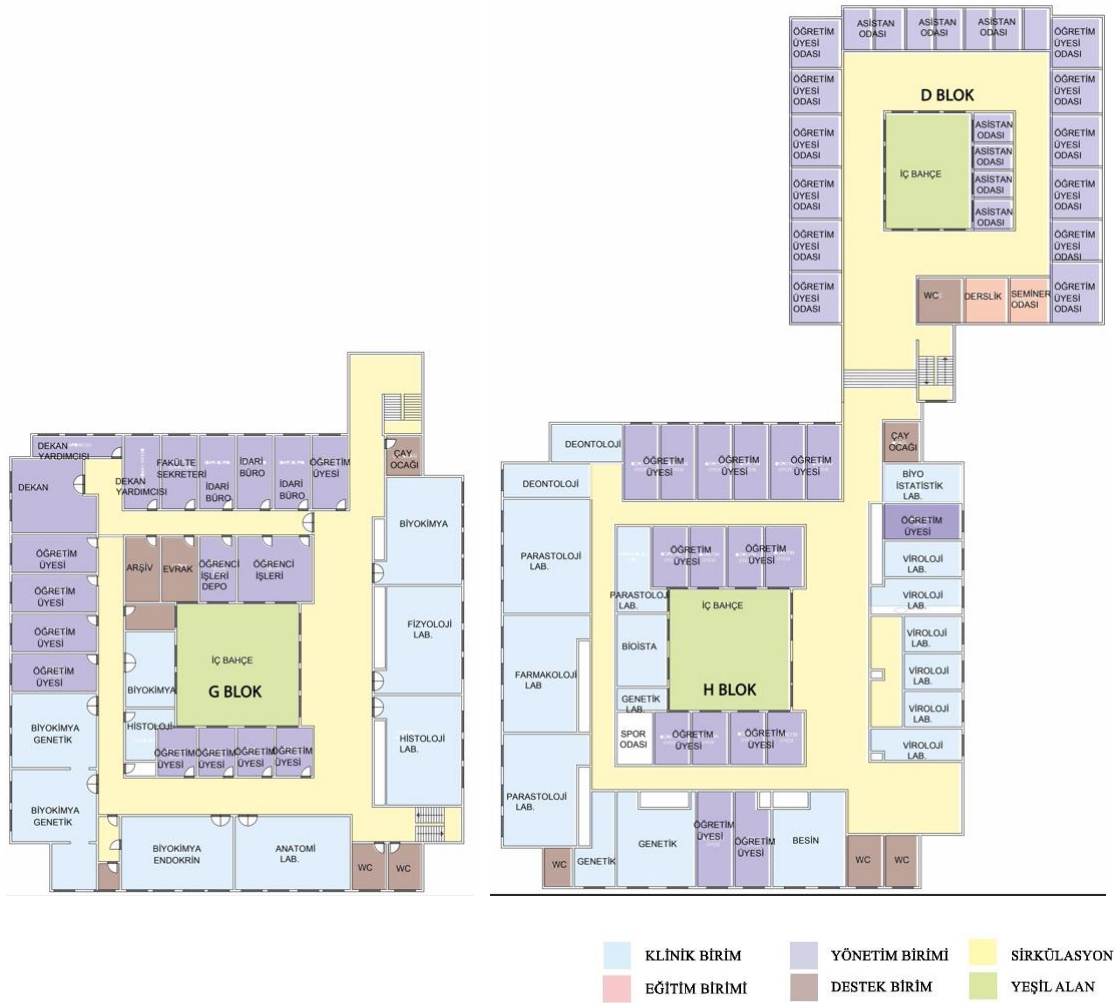 DEKAN
YARDIMCISI
DEKAN
DEKAN
YARDIMCISI
FAKÜLTE
SEKRETERİ
İDARİ
BÜRO
İDARİ
BÜRO
İDARİ
BÜRO
ÖĞRETİM
ÜYESİ
ÇAY
OCAĞI
BİYOKİMYA
ÖĞRETİM
ÜYESİ
ÖĞRETİM
ÜYESİ
ÖĞRETİM
ÜYESİ
ÖĞRETİM
ÜYESİ
ARŞİV
EVRAK
ÖĞRENCİ
İŞLERİ
DEPO
ÖĞRENCİ
İŞLERİ
FİZYOLOJİ
LAB.
İÇ BAHÇE
G BLOK
BİYOKİMYA
HİSTOLOJİ
BİYOKİMYA
GENETİK
BİYOKİMYA
GENETİK
ÖĞRETİM
ÜYESİ
ÖĞRETİM
ÜYESİ
ÖĞRETİM
ÜYESİ
ÖĞRETİM
ÜYESİ
HİSTOLOJİ
LAB.
BİYOKİMYA
ENDOKRİN
ANATOMİ
LAB.
WC
WC
ÖĞRETİM
ÜYESİ
ODASI
ÖĞRETİM
ÜYESİ
ODASI
ÖĞRETİM
ÜYESİ
ODASI
ÖĞRETİM
ÜYESİ
ODASI
ÖĞRETİM
ÜYESİ
ODASI
ÖĞRETİM
ÜYESİ
ODASI
ASİSTAN
ODASI
ASİSTAN
ODASI
ASİSTAN
ODASI
ÖĞRETİM
ÜYESİ
ODASI
ÖĞRETİM
ÜYESİ
ODASI
ÖĞRETİM
ÜYESİ
ODASI
ÖĞRETİM
ÜYESİ
ODASI
ÖĞRETİM
ÜYESİ
ODASI
ÖĞRETİM
ÜYESİ
ODASI
D BLOK
İÇ BAHÇE
ASİSTAN
ODASI
ASİSTAN
ODASI
ASİSTAN
ODASI
ASİSTAN
ODASI
WC
DERSLİK
SEMİNER
ODASI
DEONTOLOJİ
DEONTOLOJİ
ÖĞRETİM
ÜYESİ
ÖĞRETİM
ÜYESİ
ÖĞRETİM
ÜYESİ
ÇAY
OCAĞI
BİYO
İSTATİSTİK
LAB.
ÖĞRETİM
ÜYESİ
VİROLOJİ
LAB.
VİROLOJİ
LAB.
VİROLOJİ
LAB.
VİROLOJİ
LAB.
VİROLOJİ
LAB.
VİROLOJİ
LAB.
PARASTOLOJİ
LAB.
FARMAKOLOJİ
LAB
PARASTOLOJİ
LAB.
PARASTOLOJ
LAB.
ÖĞRETİM
ÜYESİ
ÖĞRETİM
ÜYESİ
İÇ BAHÇE
H BLOK
BİOİSTA
GENETİK
LAB.
SPOR
ODASI
ÖĞRETİM
ÜYESİ
ÖĞRETİM
ÜYESİ
WC
GENETİK
GENETİK
ÖĞRETİM
ÜYESİ
ÖĞRETİM
ÜYESİ
BESİN
WC
WC
KLİNİK BİRİM
YÖNETİM BİRİMİ
SİRKÜLASYON
EĞİTİM BİRİMİ
DESTEK BİRİM
YEŞİL ALAN